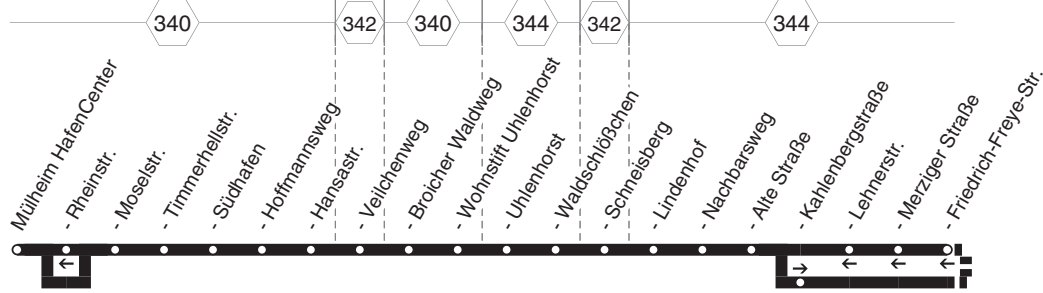 340 342 340 344 342 344
Mülheim HafenCenter
- Rheinstr.
- Moselstr.
- Timmerhellstr.
- Südhafen
- Hoffmannsweg
- Hansastr.
- Veilchenweg
- Broicher Waldweg
- Wohnstift Uhlenhorst
- Uhlenhorst
- Waldschlößchen
- Schneisberg
- Lindenhof
- Nachbarsweg
- Alte Straße
- Kahlenbergstraße
- Lehnerstr.
- Merziger Straße
- Friedrich-Freye-Str.